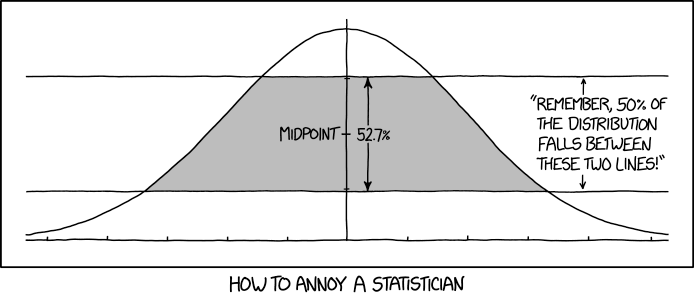 MIDPOINT
52.7%
"REMEMBER, 50% OF
THE DISTRIBUTION
FALLS BETWEEN
THESE TWO LINES!"
HOW TO ANNOY A STATISTICIAN